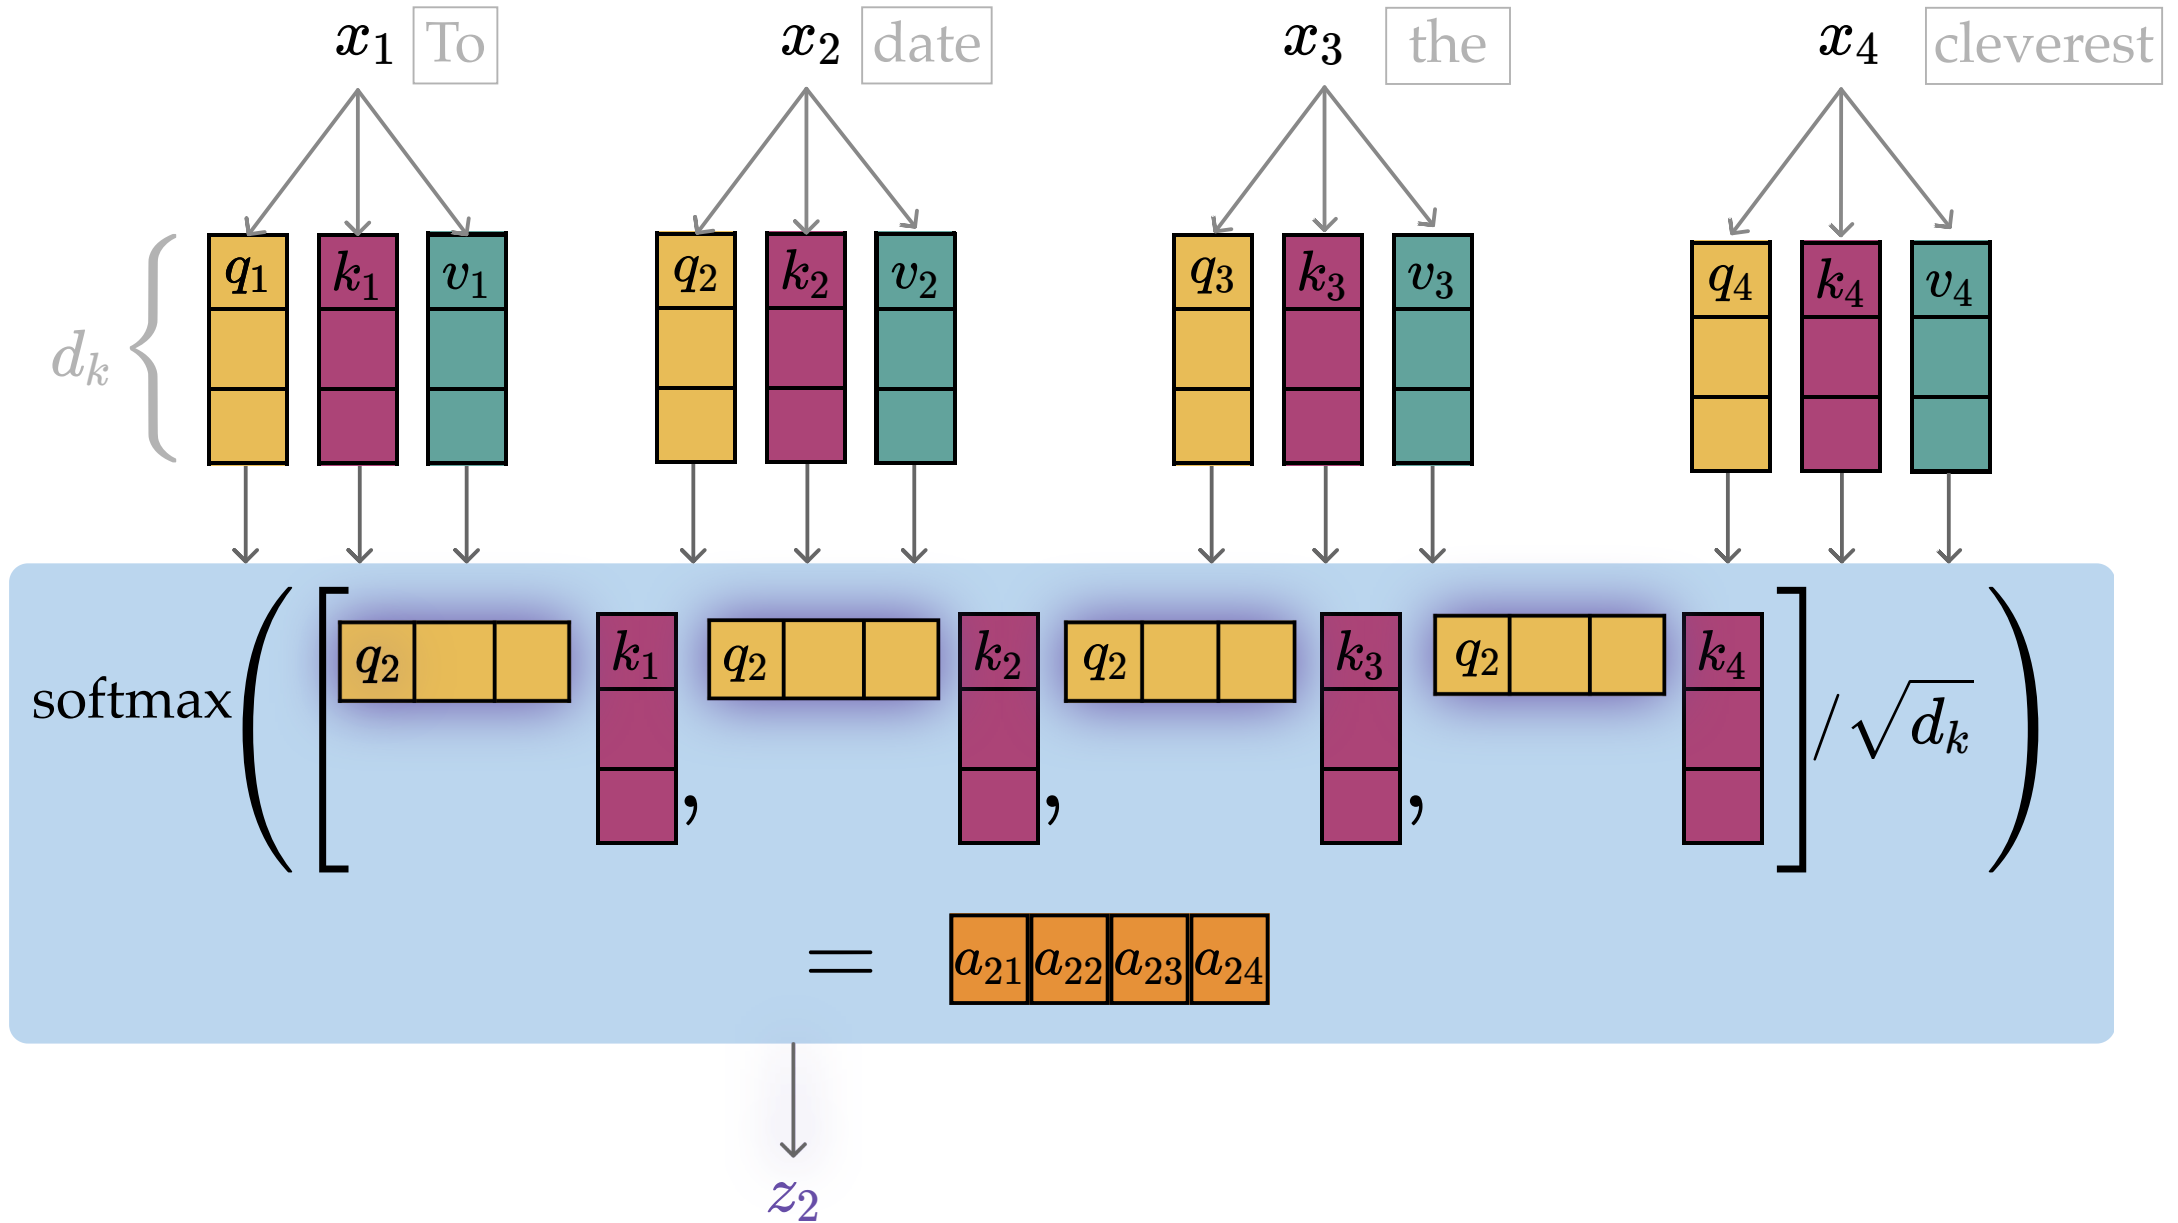 x₁ To x₂ date x₃ the x₄ cleverest
dₖ q₁ k₁ v₁ q₂ k₂ v₂ q₃ k₃ v₃ q₄ k₄ v₄
softmax([q₂ k₁, q₂ k₂, q₂ k₃, q₂ k₄]/√dₖ)
= a₂₁ a₂₂ a₂₃ a₂₄
z₂